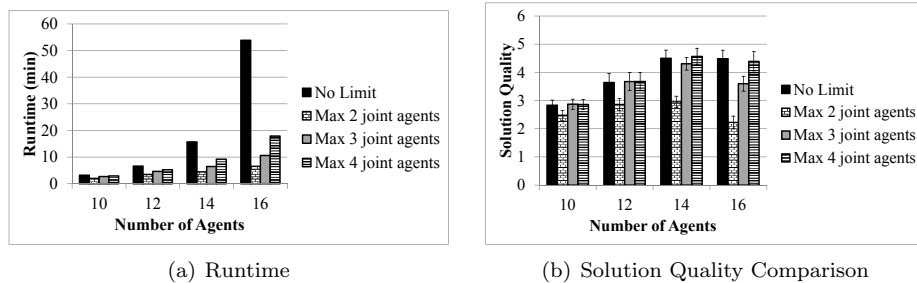 60
50
40
30
20
10
0
Runtime (min)
10 12 14 16
Number of Agents
No Limit
Max 2 joint agents
Max 3 joint agents
Max 4 joint agents
(a) Runtime
6
5
4
3
2
1
0
Solution Quality
10 12 14 16
Number of Agents
No Limit
Max 2 joint agents
Max 3 joint agents
Max 4 joint agents
(b) Solution Quality Comparison